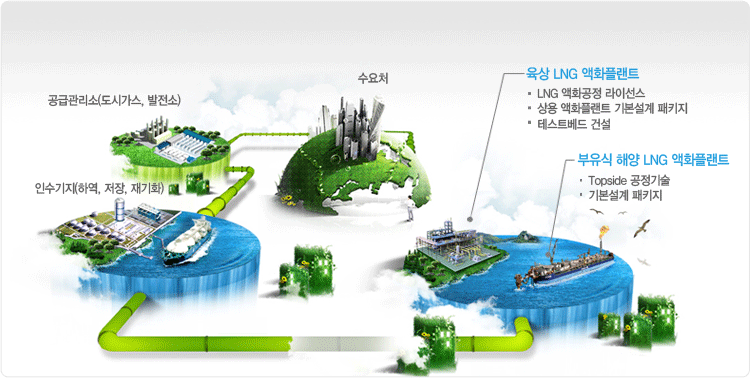 수요처
육상 LNG 액화플랜트
LNG 액화공정 라이선스
상용 액화플랜트 기본설계 패키지
테스트베드 건설
공급관리소(도시가스, 발전소)
부유식 해양 LNG 액화플랜트
Topside 공정기술
기본설계 패키지
인수기지(하역, 저장, 재기화)